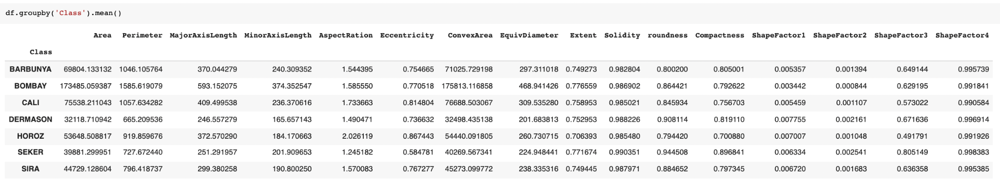 df.groupby('Class').mean()
Area Perimeter MajorAxisLength MinorAxisLength AspectRation Eccentricity ConvexArea EquivDiameter Extent Solidity roundness Compactness ShapeFactor1 ShapeFactor2 ShapeFactor3 ShapeFactor4
Class
BARBUNYA 69804.133132 1046.105764 370.044279 240.309352 1.544395 0.754665 71025.729198 297.311018 0.749273 0.982804 0.800200 0.805001 0.005357 0.001394 0.649144 0.995739
BOMBAY 173485.059387 1585.619079 593.152075 374.352547 1.585550 0.770518 175813.116858 468.941426 0.776559 0.986902 0.864421 0.792622 0.003442 0.000844 0.629195 0.991841
CALI 75538.211043 1057.634282 409.499538 236.370616 1.733663 0.814804 76688.503067 309.535280 0.758953 0.985021 0.845934 0.756703 0.005459 0.001107 0.573022 0.990584
DERMASON 32118.710942 665.209536 246.557279 165.657143 1.490471 0.736632 32498.435138 201.683813 0.752953 0.988226 0.908114 0.819110 0.007755 0.002161 0.671636 0.996914
HOROZ 53648.508817 919.859676 372.570290 184.170663 2.026119 0.867443 54440.091805 260.730715 0.706393 0.985480 0.794420 0.700880 0.007007 0.001048 0.491791 0.991926
SEKER 39881.299951 727.672440 251.291957 201.909653 1.245182 0.584781 40269.567341 224.948441 0.771674 0.990351 0.944508 0.896841 0.006334 0.002541 0.805149 0.998383
SIRA 44729.128604 796.418737 299.380258 190.800250 1.570083 0.767277 45273.099772 238.335316 0.749445 0.987971 0.884652 0.797345 0.006720 0.001683 0.636358 0.995385